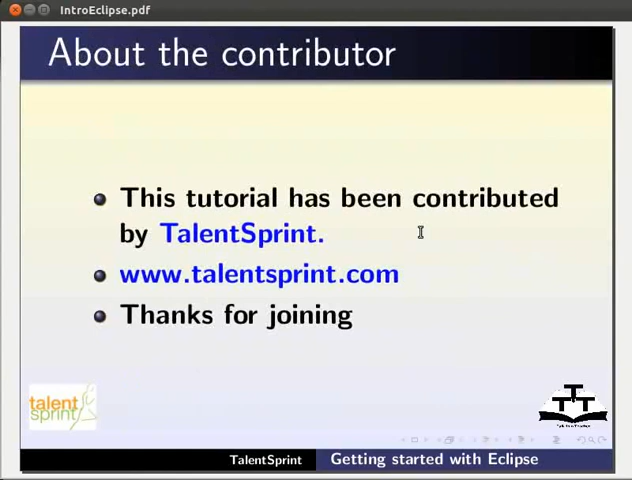 IntroEclipse.pdf
About the contributor
This tutorial has been contributed
by TalentSprint.
www.talentsprint.com
Thanks for joining
talent
sprint
TTT
TalentSprint Getting started with Eclipse